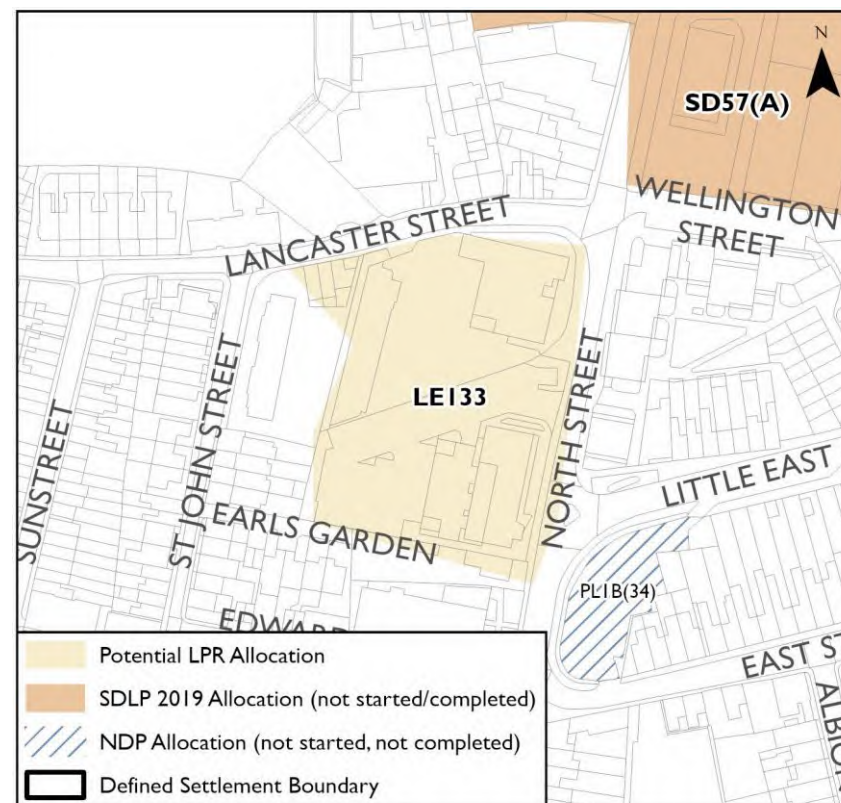 N
SD57(A)
WELLINGTON
STREET
LANCASTER STREET
LE133
NORTH STREET
LITTLE EAST
SUNSTREET
ST JOHN STREET
EARLS GARDEN
PL1B(34)
EDWARD
EAST ST
ALBION
Potential LPR Allocation
SDLP 2019 Allocation (not started/completed)
NDP Allocation (not started, not completed)
Defined Settlement Boundary